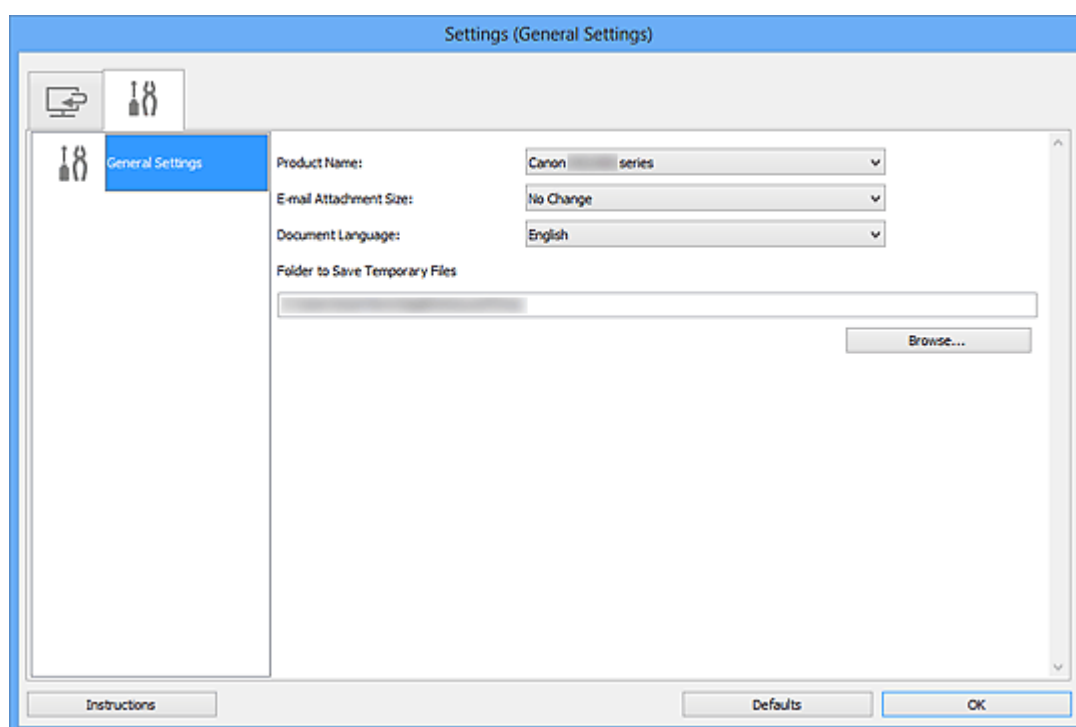 Settings (General Settings)
General Settings
Product Name: Canon series
E-mail Attachment Size: No Change
Document Language: English
Folder to Save Temporary Files
Browse...
Instructions Defaults OK